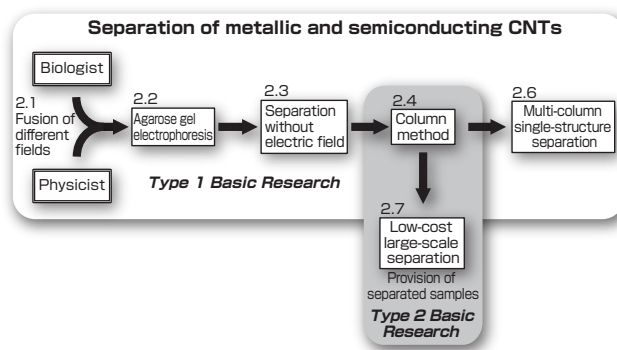 Separation of metallic and semiconducting CNTs
Biologist
2.1
Fusion of
different
fields
Physicist
2.2
Agarose gel
electrophoresis
2.3
Separation
without
electric field
2.4
Column
method
2.6
Multi-column
single-structure
separation
Type 1 Basic Research
2.7
Low-cost
large-scale
separation
Provision of
separated samples
Type 2 Basic
Research